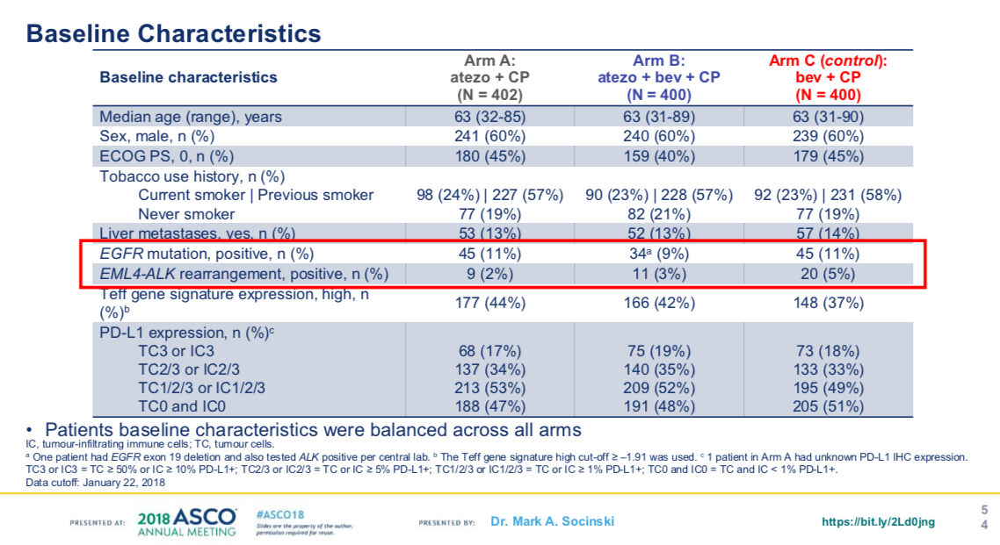 Baseline Characteristics
Baseline characteristics
Arm A:
atezo + CP
(N = 402)
Arm B:
atezo + bev + CP
(N = 400)
Arm C (control):
bev + CP
(N = 400)
Median age (range), years 63 (32-85) 63 (31-89) 63 (31-90)
Sex, male, n (%) 241 (60%) 240 (60%) 239 (60%)
ECOG PS, 0, n (%) 180 (45%) 159 (40%) 179 (45%)
Tobacco use history, n (%)
Current smoker | Previous smoker 98 (24%) | 227 (57%) 90 (23%) | 228 (57%) 92 (23%) | 231 (58%)
Never smoker 77 (19%) 82 (21%) 77 (19%)
Liver metastases, yes, n (%) 53 (13%) 52 (13%) 57 (14%)
EGFR mutation, positive, n (%) 45 (11%) 34ᵃ (9%) 45 (11%)
EML4-ALK rearrangement, positive, n (%) 9 (2%) 11 (3%) 20 (5%)
Teff gene signature expression, high, n
(%)ᵇ 177 (44%) 166 (42%) 148 (37%)
PD-L1 expression, n (%)ᶜ
TC3 or IC3 68 (17%) 75 (19%) 73 (18%)
TC2/3 or IC2/3 137 (34%) 140 (35%) 133 (33%)
TC1/2/3 or IC1/2/3 213 (53%) 209 (52%) 195 (49%)
TC0 and IC0 188 (47%) 191 (48%) 205 (51%)
• Patients baseline characteristics were balanced across all arms
IC, tumour-infiltrating immune cells; TC, tumour cells.
ᵃ One patient had EGFR exon 19 deletion and also tested ALK positive per central lab. ᵇ The Teff gene signature high cut-off ≥ –1.91 was used. ᶜ 1 patient in Arm A had unknown PD-L1 IHC expression.
TC3 or IC3 = TC ≥ 50% or IC ≥ 10% PD-L1+; TC2/3 or IC2/3 = TC or IC ≥ 5% PD-L1+; TC1/2/3 or IC1/2/3 = TC or IC ≥ 1% PD-L1+; TC0 and IC0 = TC and IC < 1% PD-L1+.
Data cutoff: January 22, 2018
PRESENTED AT:
2018 ASCO
ANNUAL MEETING
#ASCO18
Slides are the property of the author,
permission required for reuse.
PRESENTED BY: Dr. Mark A. Socinski
https://bit.ly/2Ld0jng
5
4